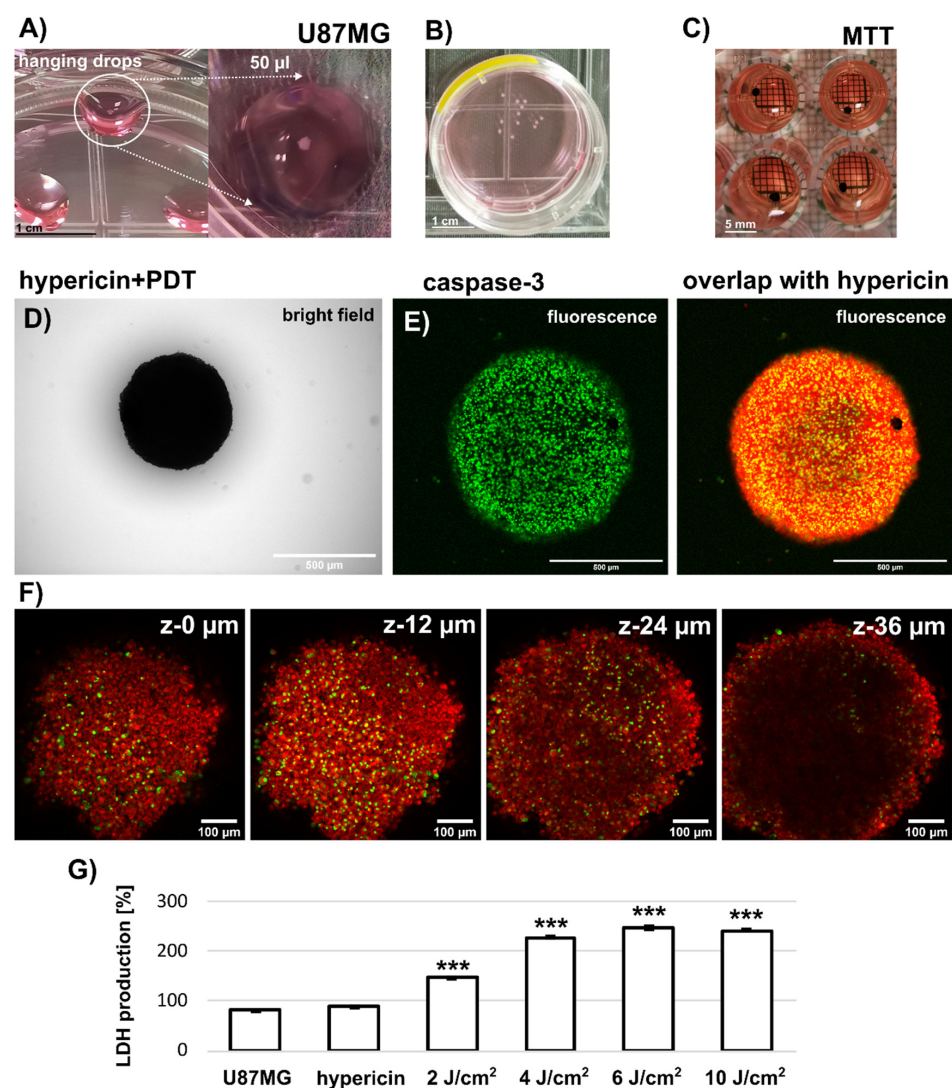 A)
U87MG
hanging drops
50 µl
1 cm
B)
1 cm
C)
MTT
5 mm
hypericin+PDT
D)
bright field
500 µm
caspase-3
E)
fluorescence
500 µm
overlap with hypericin
fluorescence
500 µm
F)
z-0 µm
100 µm
z-12 µm
100 µm
z-24 µm
100 µm
z-36 µm
100 µm
G)
LDH production [%]
300
200
100
0
***
***
***
***
U87MG
hypericin
2 J/cm²
4 J/cm²
6 J/cm²
10 J/cm²